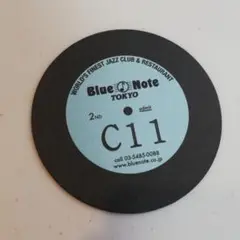 WORLD'S FINEST JAZZ CLUB & RESTAURANT
Blue Note
TOKYO
2ND
C11
call 03-5485-0088
www.bluenote.co.jp